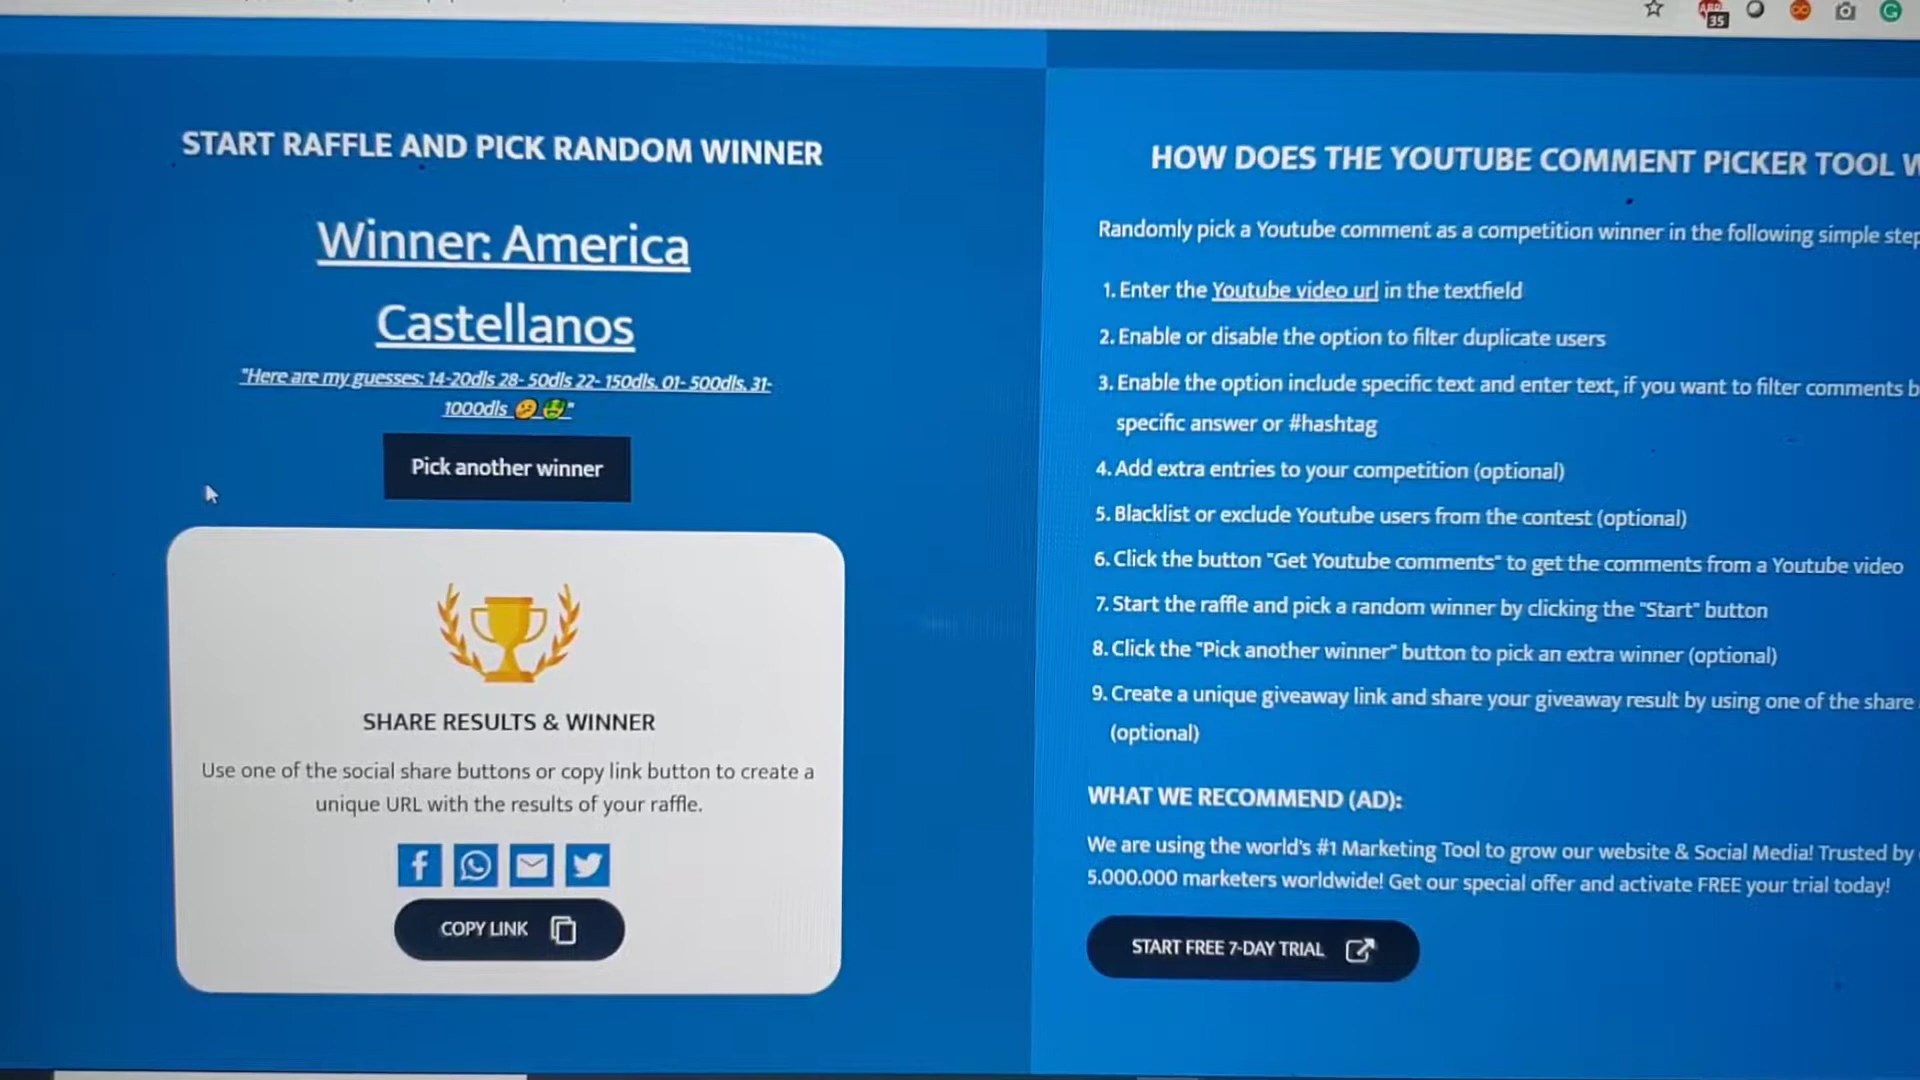 35
START RAFFLE AND PICK RANDOM WINNER
Winner: America
Castellanos
"Here are my guesses: 14-20dls 28- 50dls 22- 150dls. 01- 500dls. 31-
1000dls 🤔🤑"
Pick another winner
SHARE RESULTS & WINNER
Use one of the social share buttons or copy link button to create a
unique URL with the results of your raffle.
COPY LINK
HOW DOES THE YOUTUBE COMMENT PICKER TOOL W
Randomly pick a Youtube comment as a competition winner in the following simple step
1. Enter the Youtube video url in the textfield
2. Enable or disable the option to filter duplicate users
3. Enable the option include specific text and enter text, if you want to filter comments b
specific answer or #hashtag
4. Add extra entries to your competition (optional)
5. Blacklist or exclude Youtube users from the contest (optional)
6. Click the button "Get Youtube comments" to get the comments from a Youtube video
7. Start the raffle and pick a random winner by clicking the "Start" button
8. Click the "Pick another winner" button to pick an extra winner (optional)
9. Create a unique giveaway link and share your giveaway result by using one of the share
(optional)
WHAT WE RECOMMEND (AD):
We are using the world's #1 Marketing Tool to grow our website & Social Media! Trusted by
5.000.000 marketers worldwide! Get our special offer and activate FREE your trial today!
START FREE 7-DAY TRIAL